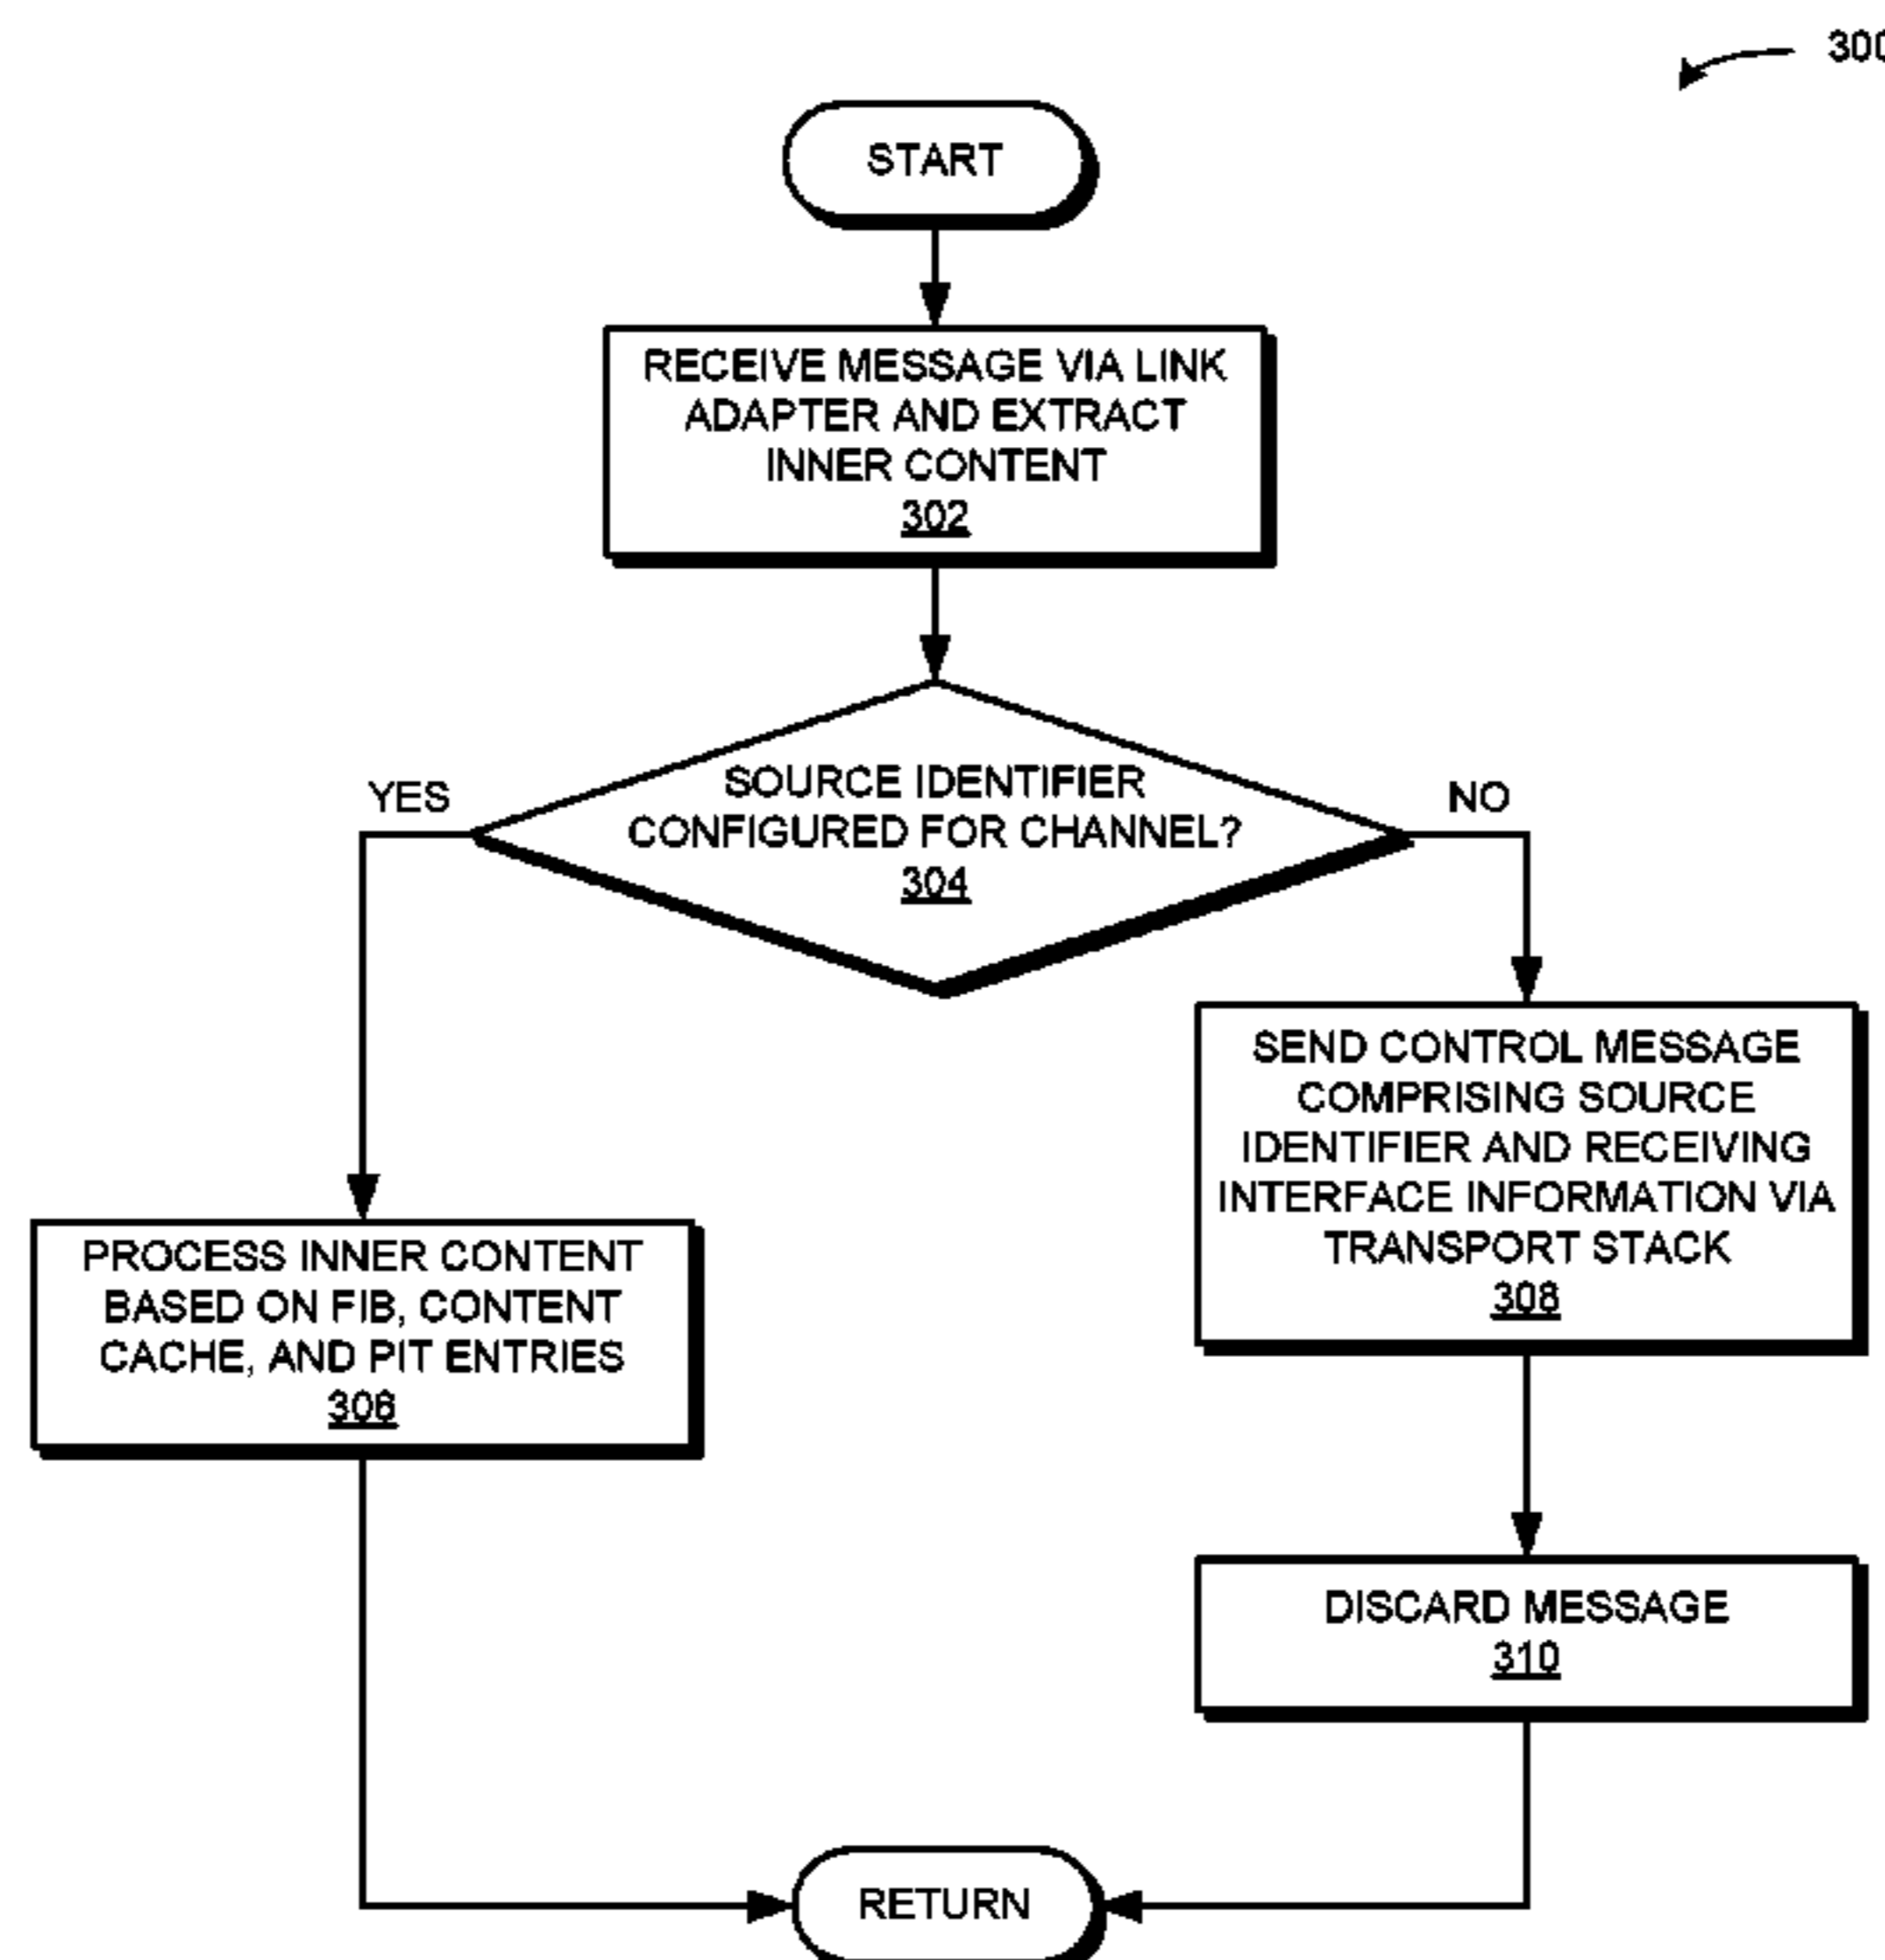 300
START
RECEIVE MESSAGE VIA LINK
ADAPTER AND EXTRACT
INNER CONTENT
302
SOURCE IDENTIFIER
CONFIGURED FOR CHANNEL?
304
YES
NO
SEND CONTROL MESSAGE
COMPRISING SOURCE
IDENTIFIER AND RECEIVING
INTERFACE INFORMATION VIA
TRANSPORT STACK
308
PROCESS INNER CONTENT
BASED ON FIB, CONTENT
CACHE, AND PIT ENTRIES
306
DISCARD MESSAGE
310
RETURN